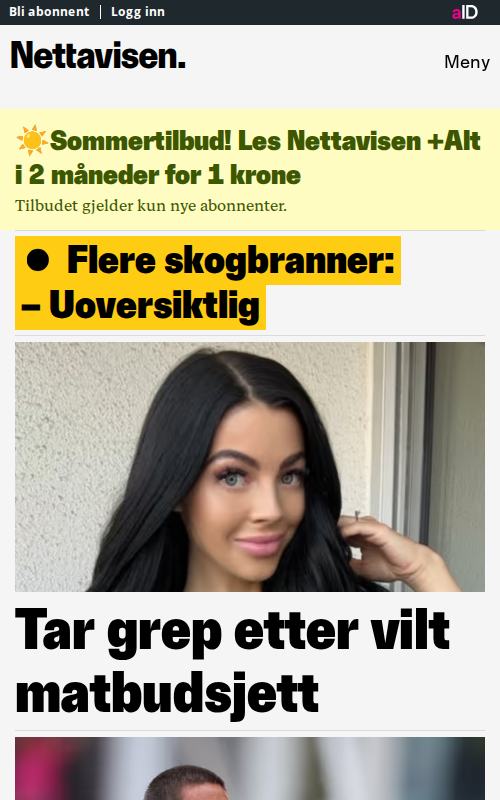 Bli abonnent | Logg inn
aID
Nettavisen.
Meny
☀️Sommertilbud! Les Nettavisen +Alt
i 2 måneder for 1 krone
Tilbudet gjelder kun nye abonnenter.
● Flere skogbranner:
– Uoversiktlig
Tar grep etter vilt
matbudsjett